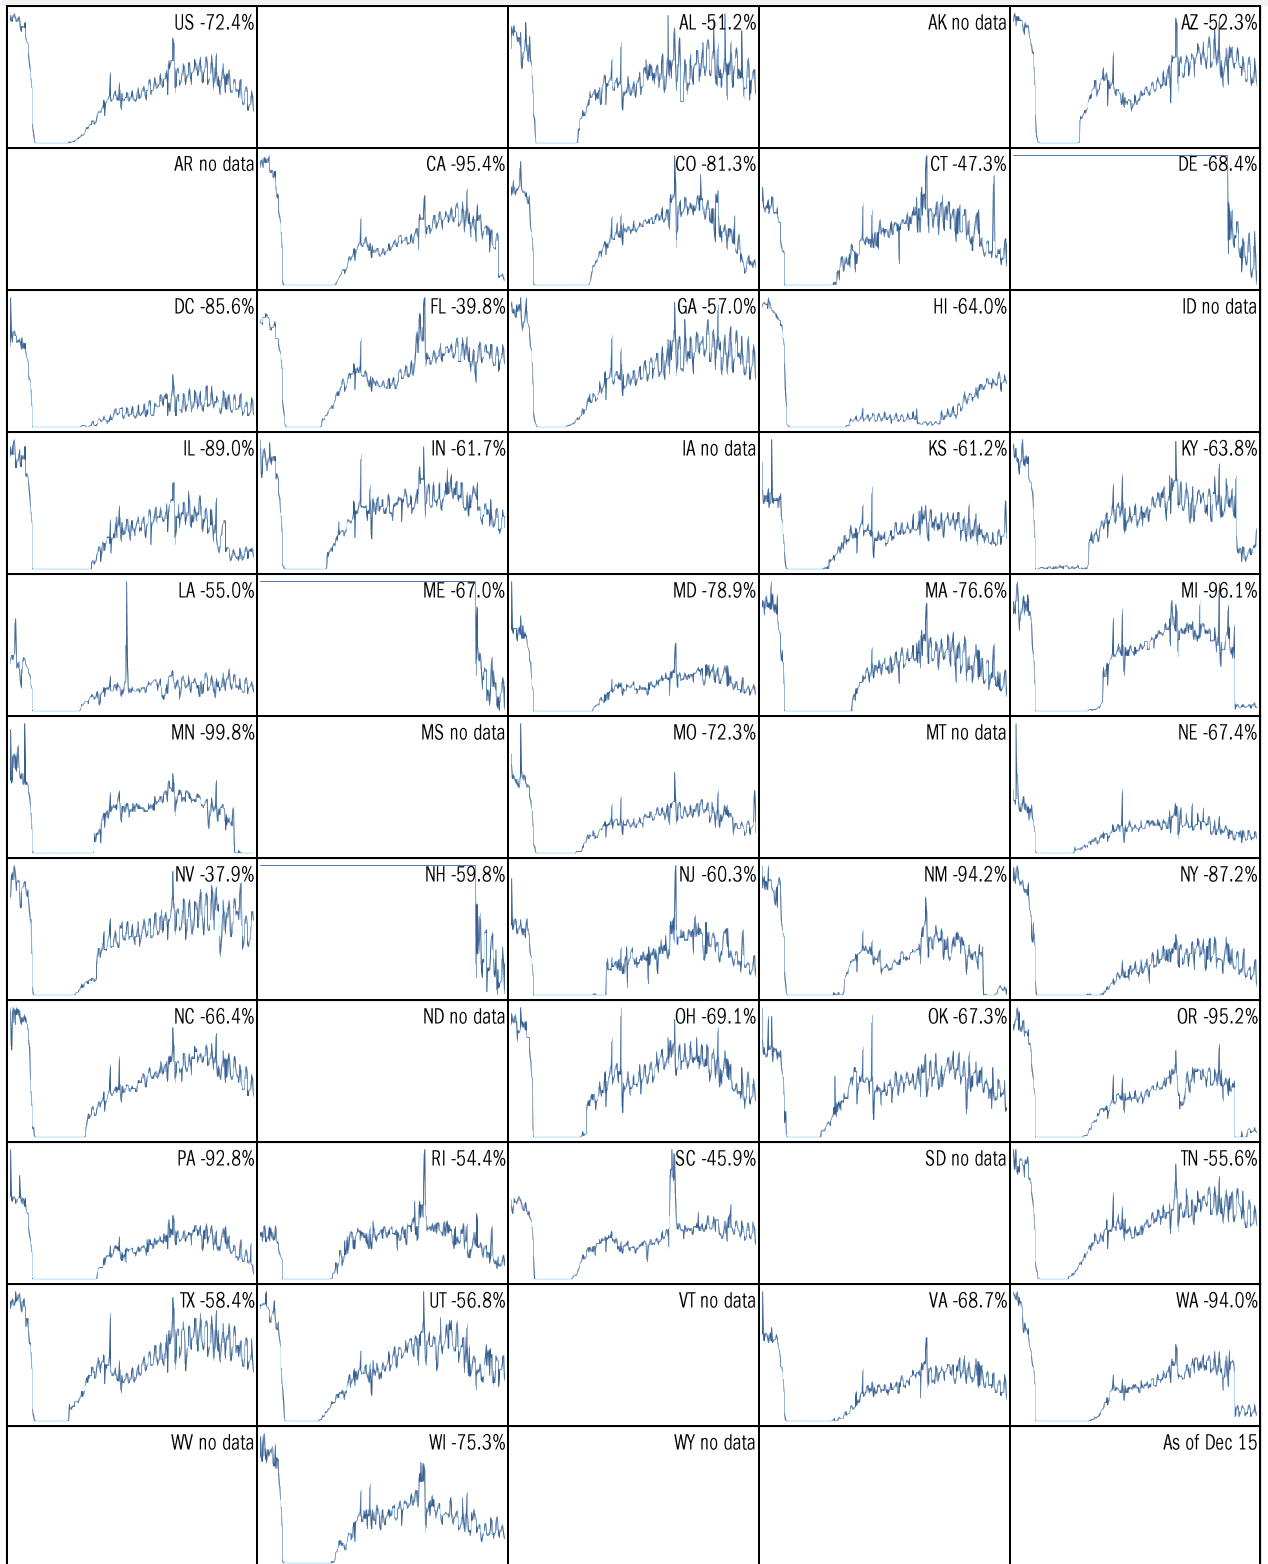 US -72.4%
AL -51.2%
AK no data
AZ -52.3%
AR no data
CA -95.4%
CO -81.3%
CT -47.3%
DE -68.4%
DC -85.6%
FL -39.8%
GA -57.0%
HI -64.0%
ID no data
IL -89.0%
IN -61.7%
IA no data
KS -61.2%
KY -63.8%
LA -55.0%
ME -67.0%
MD -78.9%
MA -76.6%
MI -96.1%
MN -99.8%
MS no data
MO -72.3%
MT no data
NE -67.4%
NV -37.9%
NH -59.8%
NJ -60.3%
NM -94.2%
NY -87.2%
NC -66.4%
ND no data
OH -69.1%
OK -67.3%
OR -95.2%
PA -92.8%
RI -54.4%
SC -45.9%
SD no data
TN -55.6%
TX -58.4%
UT -56.8%
VT no data
VA -68.7%
WA -94.0%
WV no data
WI -75.3%
WY no data
As of Dec 15